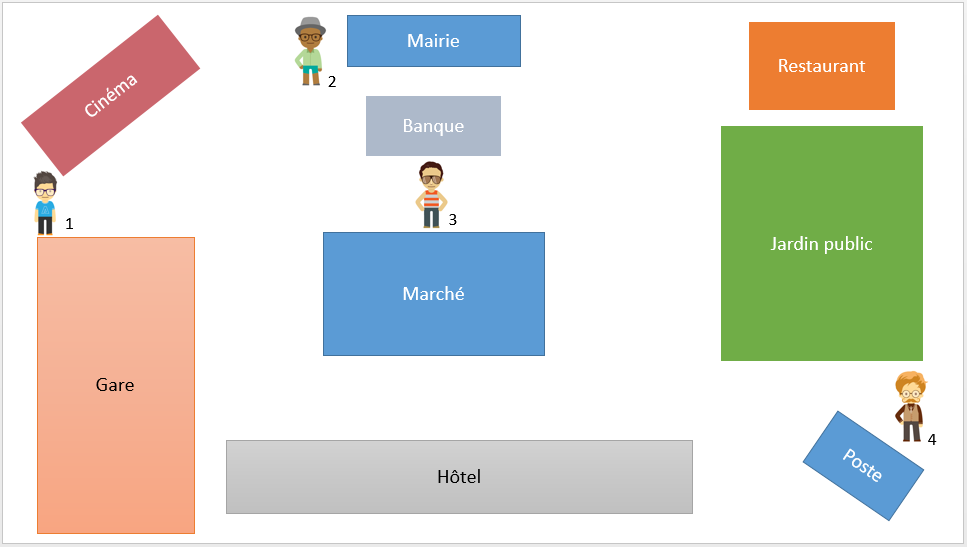 Cinéma
2
Mairie
Restaurant
Banque
1
3
Jardin public
Marché
Gare
4
Poste
Hôtel